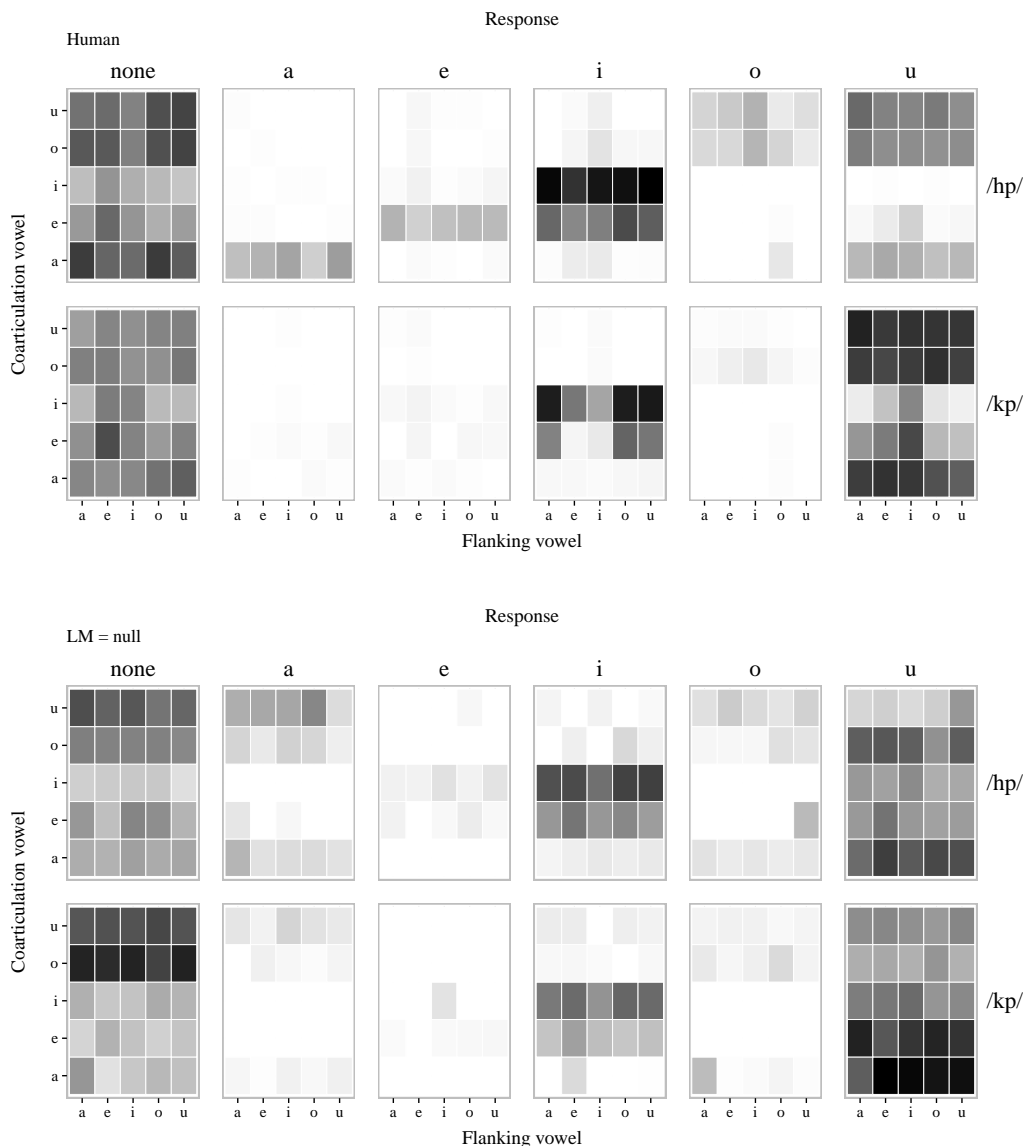 Response
Human
none a e i o u
u
o
i
e
a
/hp/
Coarticulation vowel
u
o
i
e
a
/kp/
a e i o u a e i o u a e i o u a e i o u a e i o u a e i o u
Flanking vowel
Response
LM = null
none a e i o u
u
o
i
e
a
/hp/
Coarticulation vowel
u
o
i
e
a
/kp/
a e i o u a e i o u a e i o u a e i o u a e i o u a e i o u
Flanking vowel